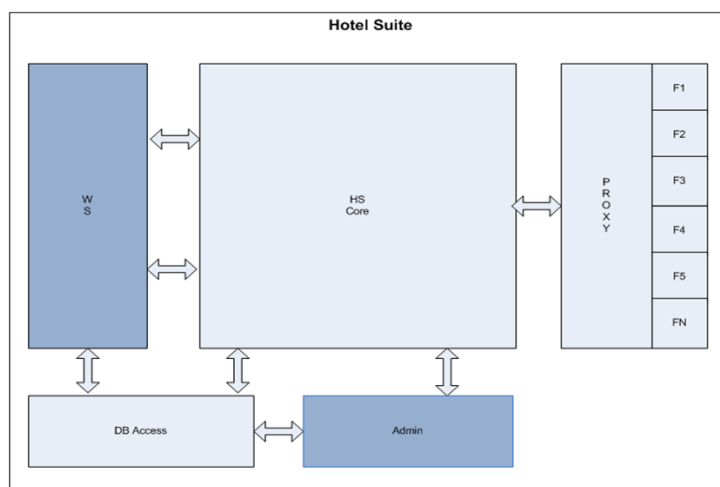 Hotel Suite
W
S
HS
Core
P
R
O
X
Y
F1
F2
F3
F4
F5
FN
DB Access
Admin